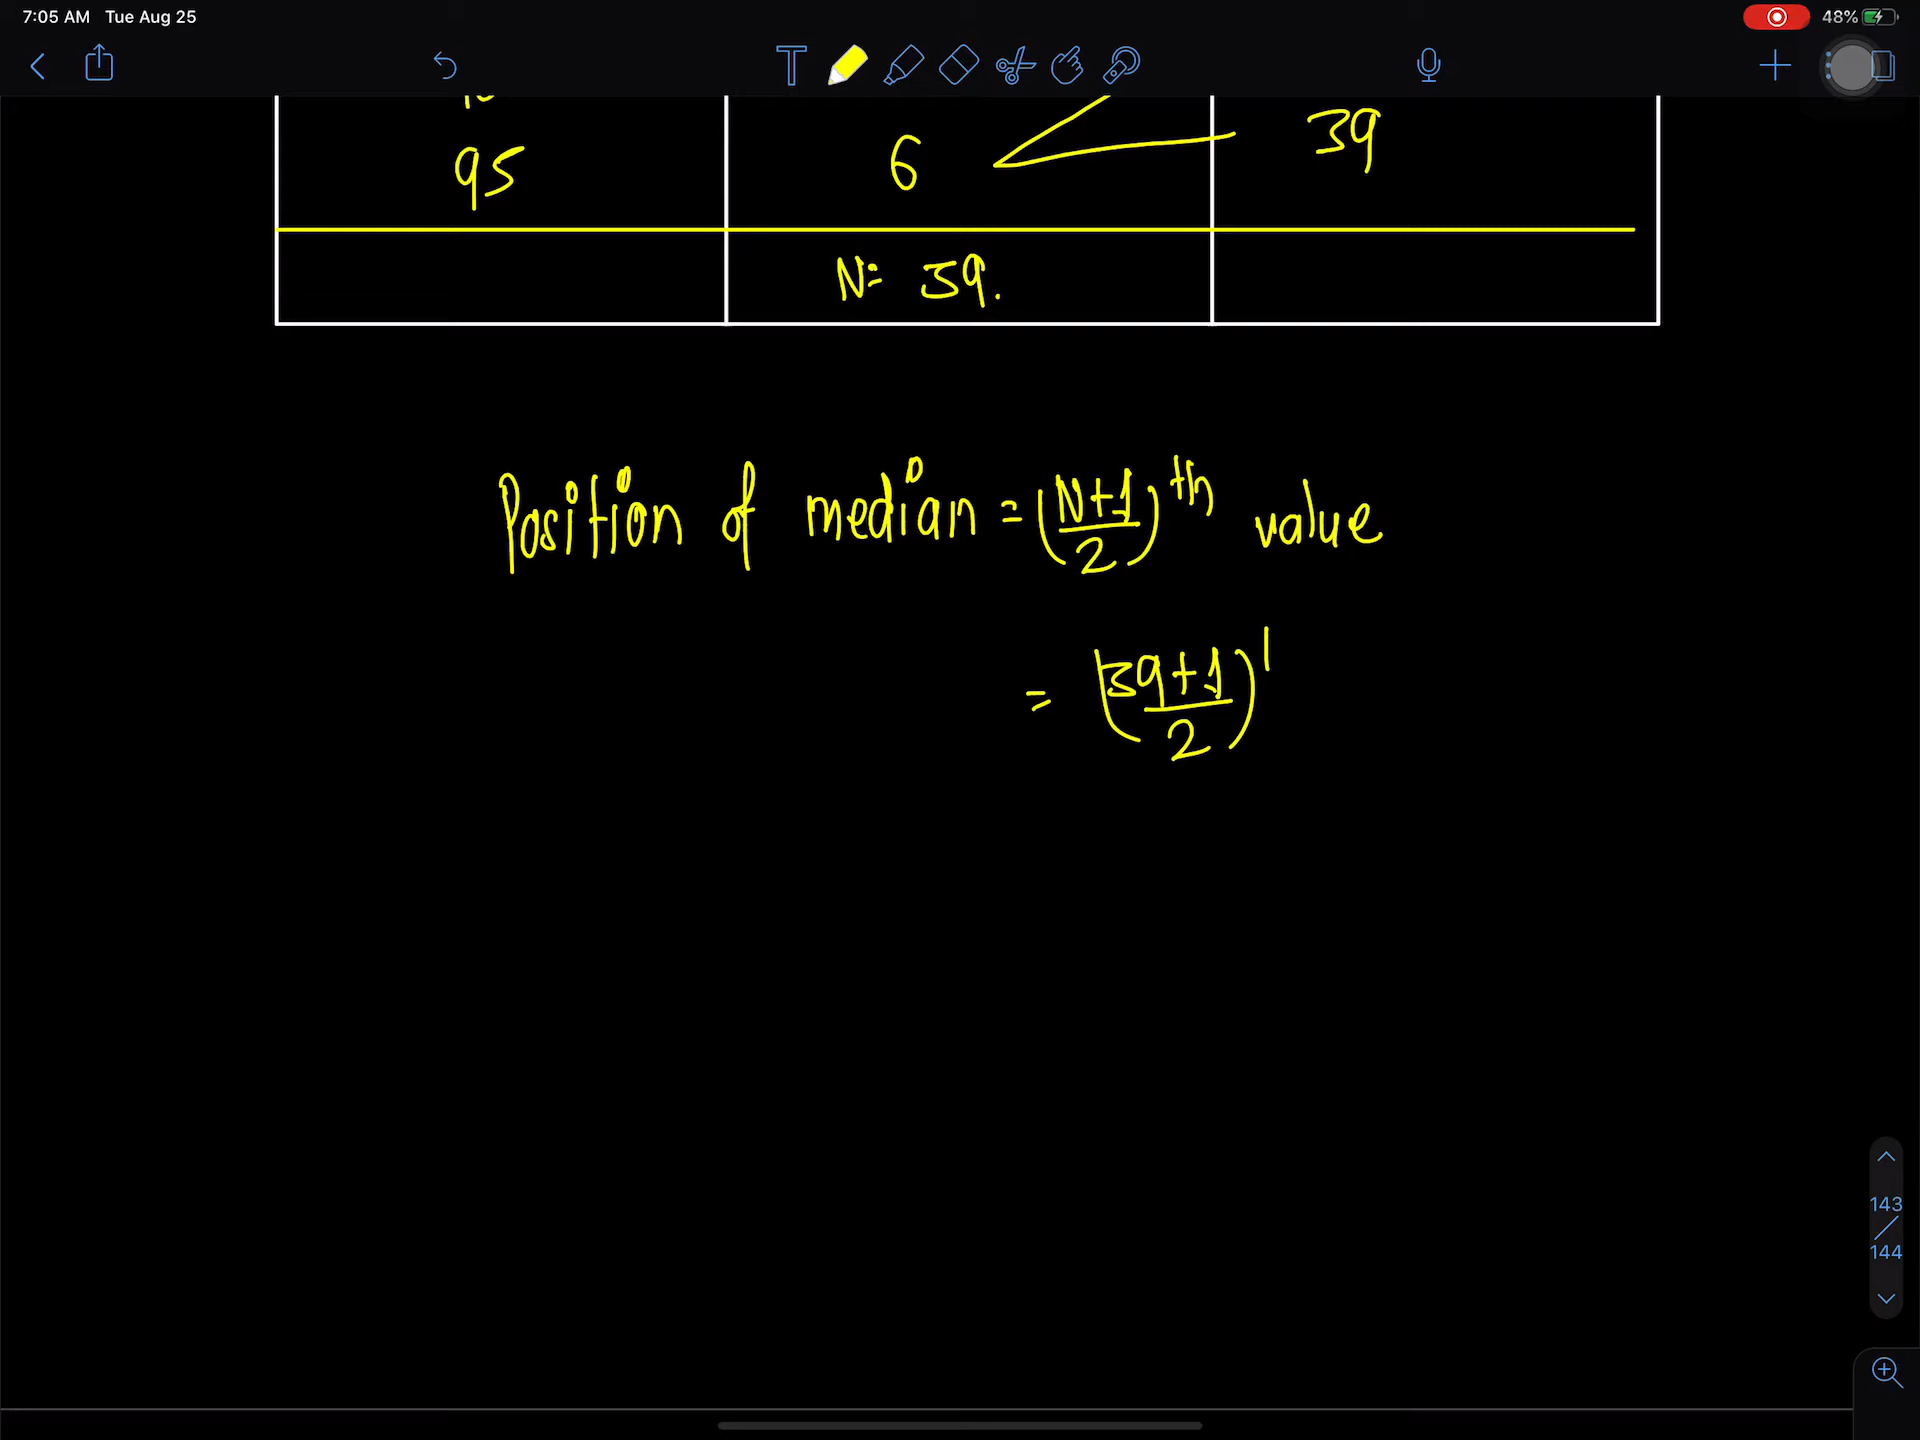 7:05 AM Tue Aug 25
48%
T
95 6 39
N= 39.
Position of median = (N+1/2)th value
= (39+1/2)
143
144